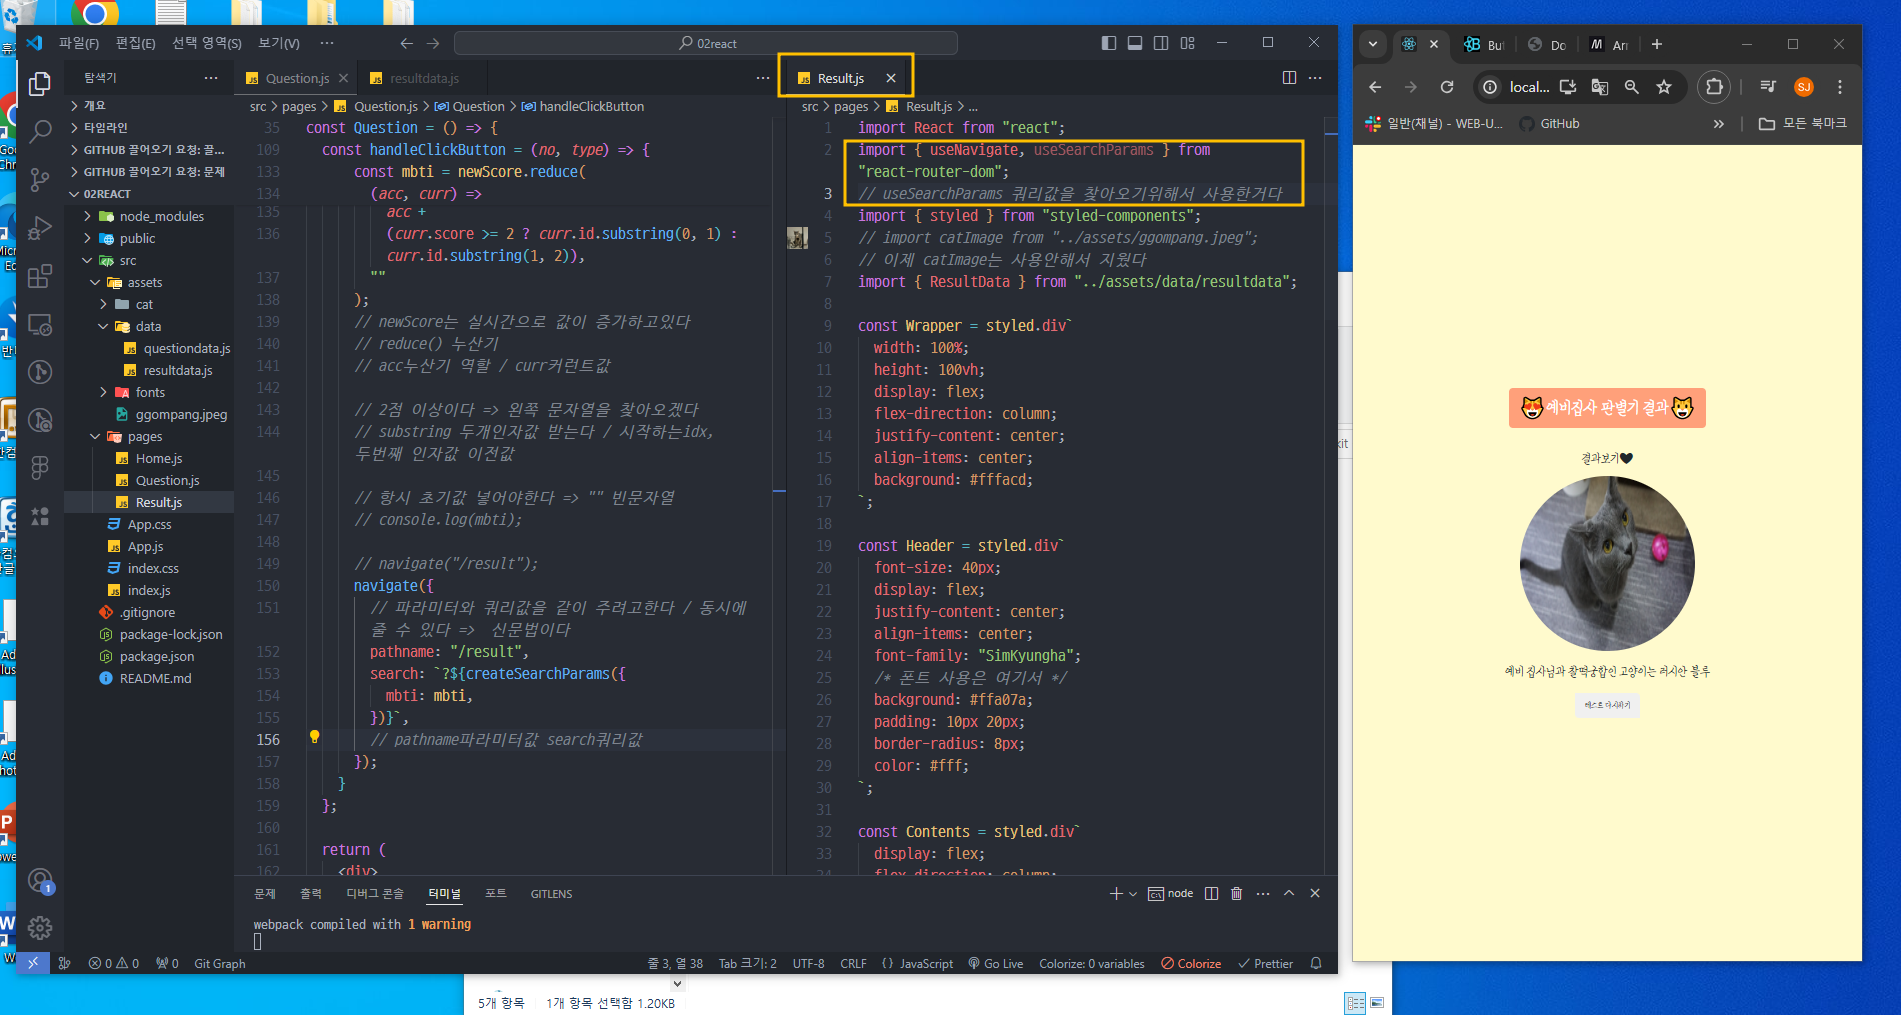 파일(F) 편집(E) 선택 영역(S) 보기(V) ···
02react
탐색기
개요
타임라인
GITHUB 끌어오기 요청: 끌...
GITHUB 끌어오기 요청: 문제
02REACT
node_modules
public
src
assets
cat
data
questiondata.js
resultdata.js
fonts
ggompang.jpeg
pages
Home.js
Question.js
Result.js
App.css
App.js
index.css
index.js
.gitignore
package-lock.json
package.json
README.md
Question.js
resultdata.js
src > pages > Question.js > Question > handleClickButton
35 const Question = () => {
109 const handleClickButton = (no, type) => {
133 const mbti = newScore.reduce(
134 (acc, curr) =>
135 acc +
136 (curr.score >= 2 ? curr.id.substring(0, 1) :
curr.id.substring(1, 2)),
137 ""
138 );
139 // newScore는 실시간으로 값이 증가하고있다
140 // reduce() 누산기
141 // acc누산기 역할 / curr커런트값
142
143 // 2점 이상이다 => 왼쪽 문자열을 찾아오겠다
144 // substring 두개인자값 받는다 / 시작하는idx,
두번째 인자값 이전값
145
146 // 항시 초기값 넣어야한다 => "" 빈문자열
147 // console.log(mbti);
148
149 // navigate("/result");
150 navigate({
151 // 파라미터와 쿼리값을 같이 주려고한다 / 동시에
줄 수 있다 => 신문법이다
152 pathname: "/result",
153 search: `?${createSearchParams({
154 mbti: mbti,
155 })}`,
156 // pathname파라미터값 search쿼리값
157 });
158 }
159 };
160
161 return (
162 <div>
Result.js
src > pages > Result.js > ...
1 import React from "react";
2 import { useNavigate, useSearchParams } from
"react-router-dom";
3 // useSearchParams 쿼리값을 찾아오기위해서 사용한거다
4 import { styled } from "styled-components";
5 // import catImage from "../assets/ggompang.jpeg";
6 // 이제 catImage는 사용안해서 지웠다
7 import { ResultData } from "../assets/data/resultdata";
8
9 const Wrapper = styled.div`
10 width: 100%;
11 height: 100vh;
12 display: flex;
13 flex-direction: column;
14 justify-content: center;
15 align-items: center;
16 background: #fffacd;
17 `;
18
19 const Header = styled.div`
20 font-size: 40px;
21 display: flex;
22 justify-content: center;
23 align-items: center;
24 font-family: "SimKyungha";
25 /* 폰트 사용은 여기서 */
26 background: #ffa07a;
27 padding: 10px 20px;
28 border-radius: 8px;
29 color: #fff;
30 `;
31
32 const Contents = styled.div`
33 display: flex;
flex-direction: column;
문제 출력 디버그 콘솔 터미널 포트 GITLENS
node
webpack compiled with 1 warning
0 0 0 Git Graph
줄 3, 열 38 Tab 크기: 2 UTF-8 CRLF {} JavaScript Go Live Colorize: 0 variables Colorize Prettier
5개 항목 1개 항목 선택함 1.20KB
But
Do
Arr
local...
SJ
일반(채널) - WEB-U... GitHub » 모든 북마크
예비집사 판별기 결과
결과보기🖤
예비 집사님과 찰떡궁합인 고양이는 러시안 블루
테스트 다시하기